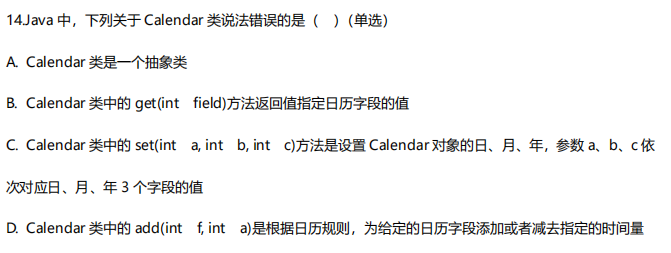 14.Java 中，下列关于 Calendar 类说法错误的是（　）（单选）
A. Calendar 类是一个抽象类
B. Calendar 类中的 get(int　field)方法返回值指定日历字段的值
C. Calendar 类中的 set(int　a, int　b, int　c)方法是设置 Calendar 对象的日、月、年，参数 a、b、c 依
次对应日、月、年 3 个字段的值
D. Calendar 类中的 add(int　f, int　a)是根据日历规则，为给定的日历字段添加或者减去指定的时间量